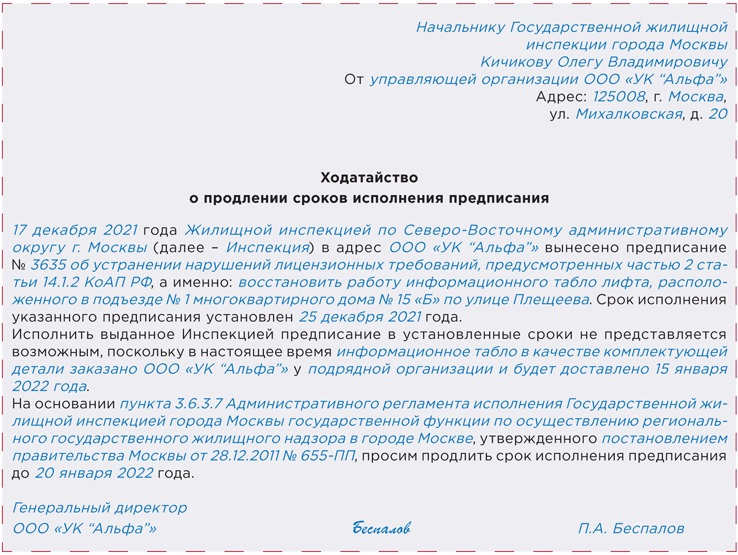 Начальнику Государственной жилищной
инспекции города Москвы
Кичикову Олегу Владимировичу
От управляющей организации ООО «УК “Альфа”»
Адрес: 125008, г. Москва,
ул. Михалковская, д. 20
Ходатайство
о продлении сроков исполнения предписания
17 декабря 2021 года Жилищной инспекцией по Северо-Восточному административному
округу г. Москвы (далее – Инспекция) в адрес ООО «УК “Альфа”» вынесено предписание
№ 3635 об устранении нарушений лицензионных требований, предусмотренных частью 2 ста-
тьи 14.1.2 КоАП РФ, а именно: восстановить работу информационного табло лифта, распо-
ложенного в подъезде № 1 многоквартирного дома № 15 «Б» по улице Плещеева. Срок исполнения
указанного предписания установлен 25 декабря 2021 года.
Исполнить выданное Инспекцией предписание в установленные сроки не представляется
возможным, поскольку в настоящее время информационное табло в качестве комплектующей
детали заказано ООО «УК “Альфа”» у подрядной организации и будет доставлено 15 января
2022 года.
На основании пункта 3.6.3.7 Административного регламента исполнения Государственной жи-
лищной инспекцией города Москвы государственной функции по осуществлению регионально-
го государственного жилищного надзора в городе Москве, утвержденного постановлением
правительства Москвы от 28.12.2011 № 655-ПП, просим продлить срок исполнения предписания
до 20 января 2022 года.
Генеральный директор
ООО «УК “Альфа”» Беспалов П.А. Беспалов